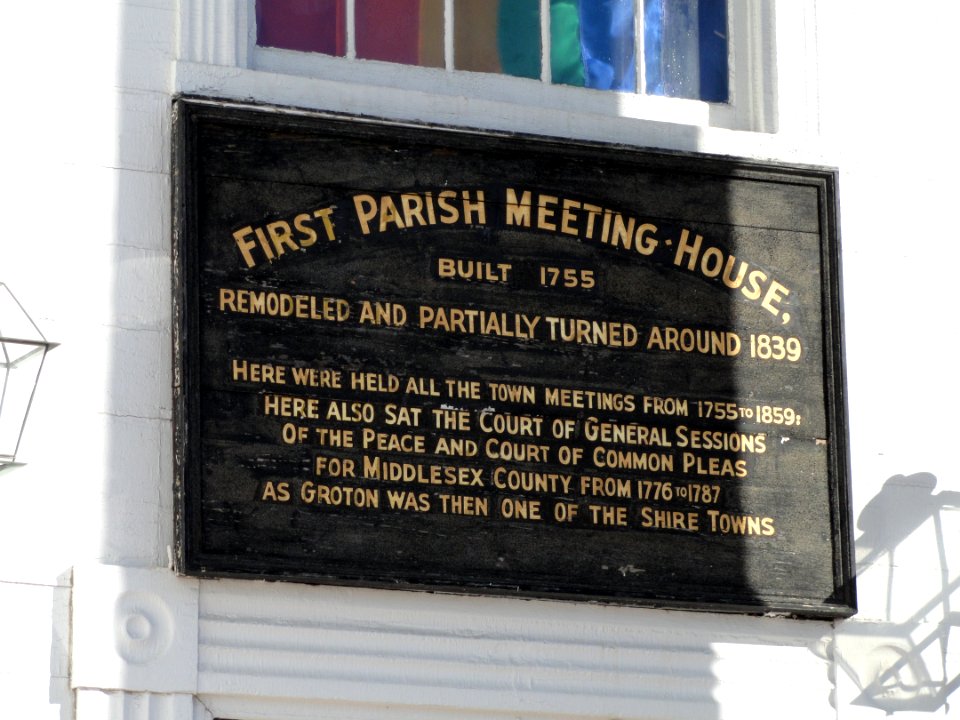 FIRST PARISH MEETING-HOUSE,
BUILT 1755
REMODELED AND PARTIALLY TURNED AROUND 1839
HERE WERE HELD ALL THE TOWN MEETINGS FROM 1755 TO 1859:
HERE ALSO SAT THE COURT OF GENERAL SESSIONS
OF THE PEACE AND COURT OF COMMON PLEAS
FOR MIDDLESEX COUNTY FROM 1776 TO 1787
AS GROTON WAS THEN ONE OF THE SHIRE TOWNS